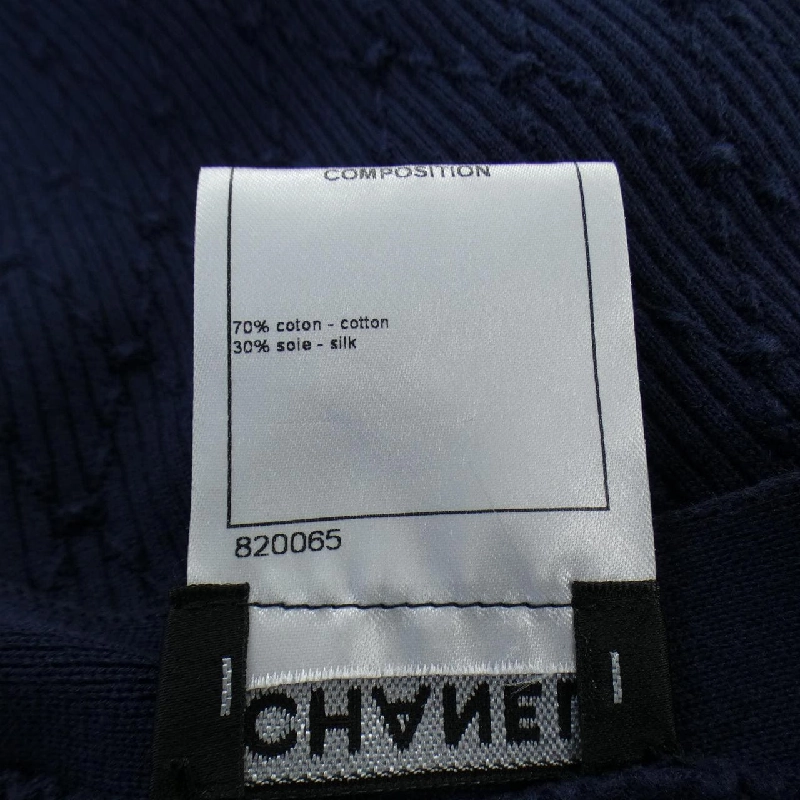 COMPOSITION
70% coton - cotton
30% soie - silk
820065
CHANEL